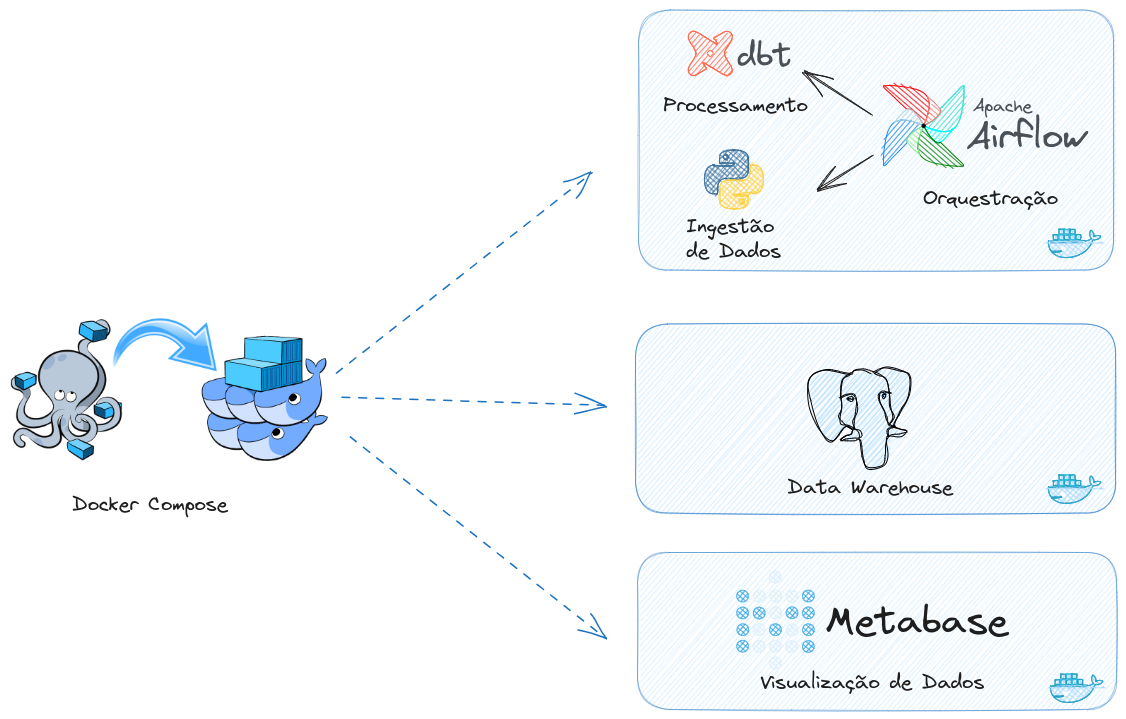 dbt
Processamento
Apache
Airflow
Orquestração
Ingestão
de Dados
Docker Compose
Data Warehouse
Metabase
Visualização de Dados